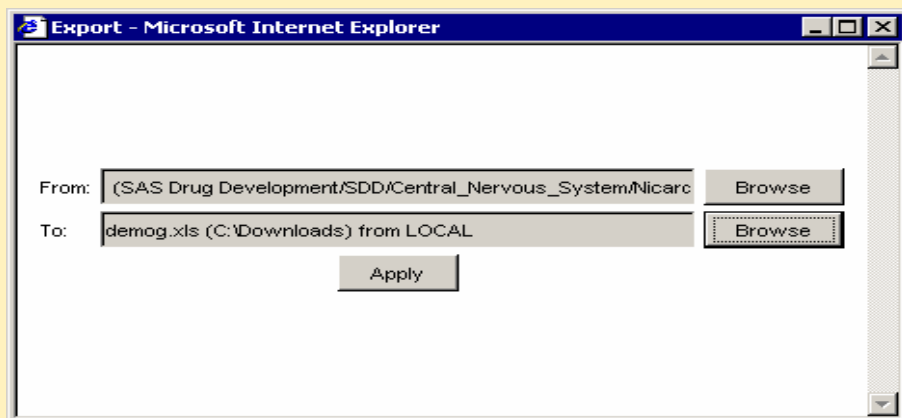 Export - Microsoft Internet Explorer
From: (SAS Drug Development/SDD/Central_Nervous_System/Nicarc Browse
To: demog.xls (C:\Downloads) from LOCAL Browse
Apply